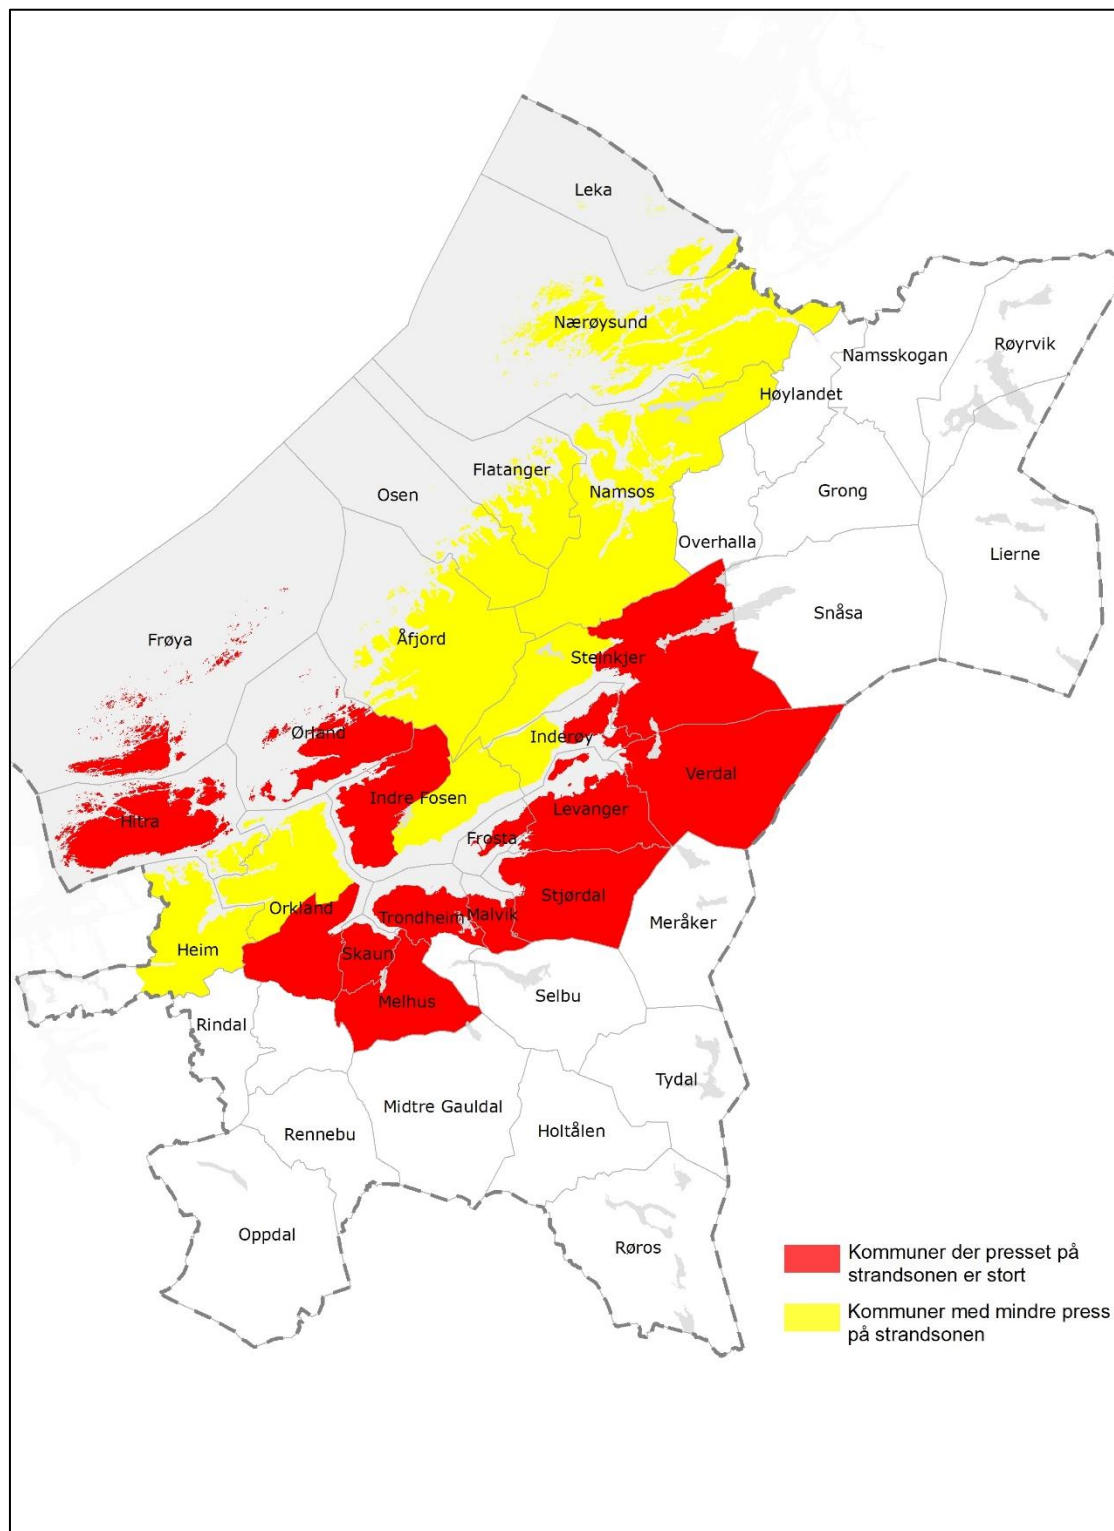 Leka
Nærøysund
Namsskogan
Røyrvik
Høylandet
Flatanger
Osen
Namsos
Grong
Overhalla
Lierne
Snåsa
Frøya
Åfjord
Steinkjer
Ørland
Inderøy
Verdal
Indre Fosen
Hitra
Levanger
Frosta
Stjørdal
Orkland
Trondheim
Malvik
Meråker
Heim
Skaun
Selbu
Melhus
Rindal
Tydal
Midtre Gauldal
Rennebu
Holtålen
Oppdal
Røros
Kommuner der presset på
strandsonen er stort
Kommuner med mindre press
på strandsonen